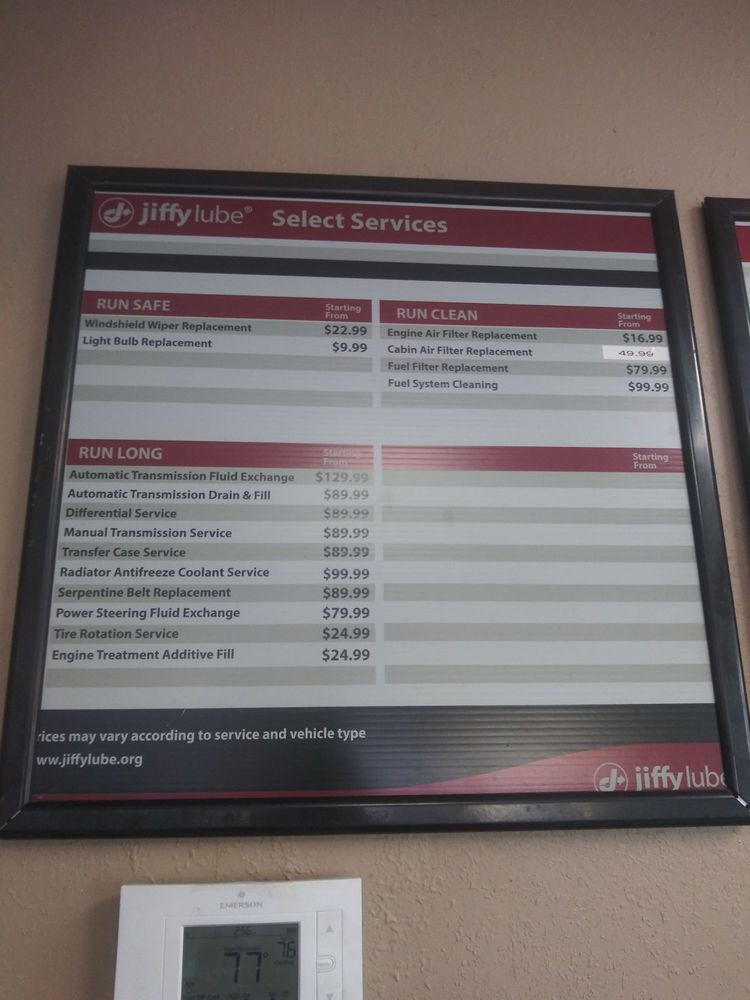 jiffy lube® Select Services
RUN SAFE
Starting
From
Windshield Wiper Replacement $22.99
Light Bulb Replacement $9.99
RUN CLEAN
Starting
From
Engine Air Filter Replacement $16.99
Cabin Air Filter Replacement 49.99
Fuel Filter Replacement $79.99
Fuel System Cleaning $99.99
RUN LONG
Starting
From
Automatic Transmission Fluid Exchange $129.99
Automatic Transmission Drain & Fill $89.99
Differential Service $89.99
Manual Transmission Service $89.99
Transfer Case Service $89.99
Radiator Antifreeze Coolant Service $99.99
Serpentine Belt Replacement $89.99
Power Steering Fluid Exchange $79.99
Tire Rotation Service $24.99
Engine Treatment Additive Fill $24.99
Starting
From
rices may vary according to service and vehicle type
ww.jiffylube.org
jiffy lube
EMERSON
77° 76